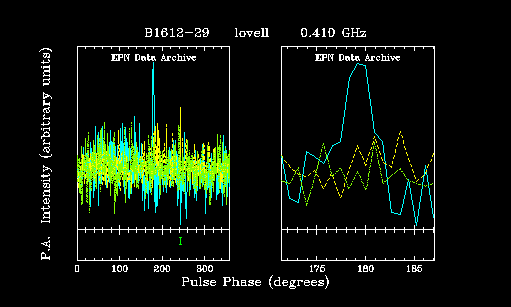 B1612-29 lovell 0.410 GHz
EPN Data Archive EPN Data Archive
P.A. Intensity (arbitrary units)
0 100 200 300 175 180 185
Pulse Phase (degrees)